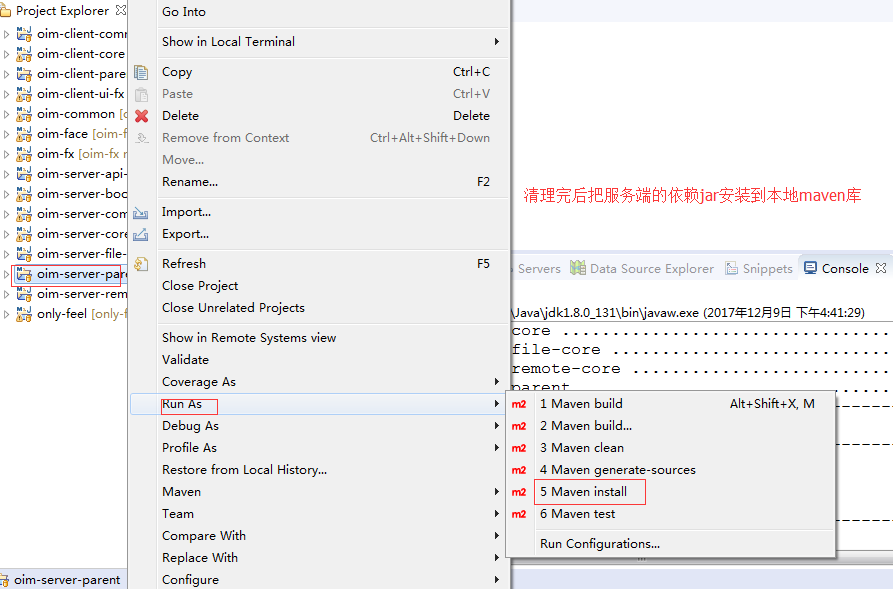 Project Explorer
oim-client-comm
oim-client-core
oim-client-pare
oim-client-ui-fx
oim-common [o
oim-face [oim-f
oim-fx [oim-fx r
oim-server-api-
oim-server-boo
oim-server-com
oim-server-core
oim-server-file-
oim-server-pare
oim-server-rem
only-feel [only-f
oim-server-parent
Go Into
Show in Local Terminal
Copy Ctrl+C
Paste Ctrl+V
Delete Delete
Remove from Context Ctrl+Alt+Shift+Down
Move...
Rename... F2
Import...
Export...
Refresh F5
Close Project
Close Unrelated Projects
Show in Remote Systems view
Validate
Coverage As
Run As
Debug As
Profile As
Restore from Local History...
Maven
Team
Compare With
Replace With
Configure
清理完后把服务端的依赖jar安装到本地maven库
Servers Data Source Explorer Snippets Console
\Java\jdk1.8.0_131\bin\javaw.exe (2017年12月9日 下午4:41:29)
core ................................
file-core ............................
remote-core ..........................
parent
m2 1 Maven build Alt+Shift+X, M
m2 2 Maven build...
m2 3 Maven clean
m2 4 Maven generate-sources
m2 5 Maven install
m2 6 Maven test
Run Configurations...